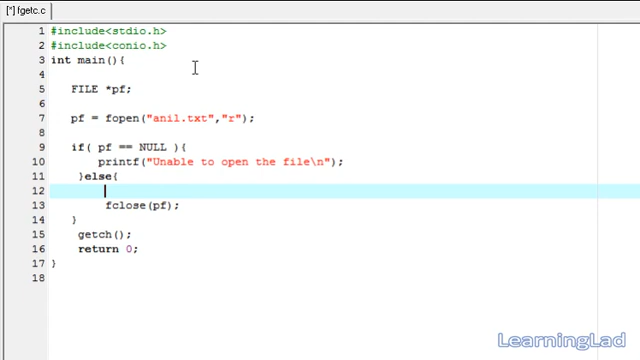 [*] fgetc.c
1 #include<stdio.h>
2 #include<conio.h>
3 int main(){
4
5 FILE *pf;
6
7 pf = fopen("anil.txt","r");
8
9 if( pf == NULL ){
10 printf("Unable to open the file\n");
11 }else{
12
13 fclose(pf);
14 }
15 getch();
16 return 0;
17 }
18
LearningLad